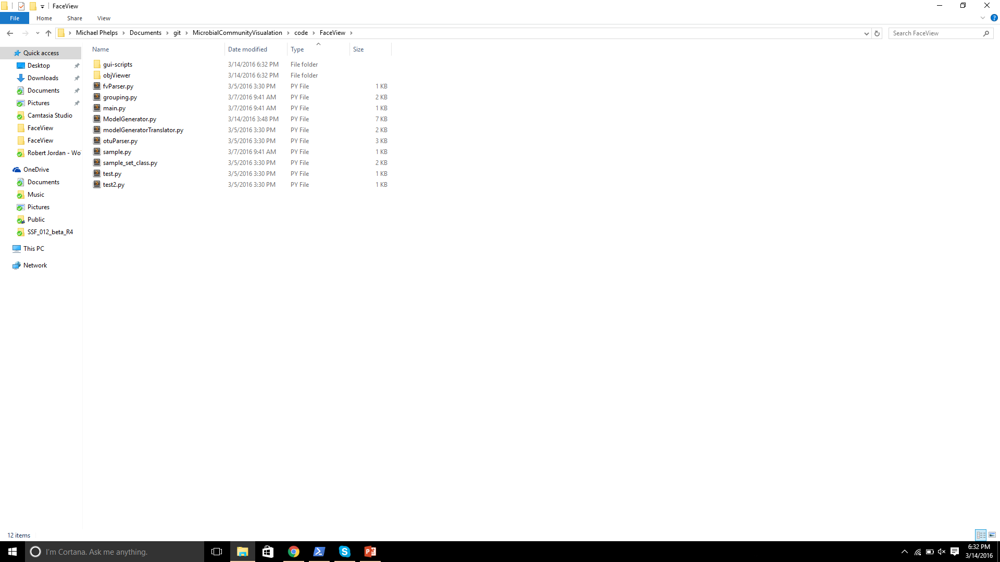 FaceView
File Home Share View
Michael Phelps Documents git MicrobialCommunityVisualation code FaceView
Search FaceView
Name Date modified Type Size
Quick access
Desktop
Downloads
Documents
Pictures
Camtasia Studio
FaceView
FaceView
Robert Jordan - Wo
OneDrive
Documents
Music
Pictures
Public
SSF_012_beta_R4
This PC
Network
gui-scripts 3/14/2016 6:32 PM File folder
objViewer 3/14/2016 6:32 PM File folder
fvParser.py 3/5/2016 3:30 PM PY File 1 KB
grouping.py 3/7/2016 9:41 AM PY File 2 KB
main.py 3/7/2016 9:41 AM PY File 1 KB
ModelGenerator.py 3/14/2016 3:48 PM PY File 7 KB
modelGeneratorTranslator.py 3/5/2016 3:30 PM PY File 2 KB
otuParser.py 3/5/2016 3:30 PM PY File 3 KB
sample.py 3/7/2016 9:41 AM PY File 1 KB
sample_set_class.py 3/5/2016 3:30 PM PY File 2 KB
test.py 3/5/2016 3:30 PM PY File 1 KB
test2.py 3/5/2016 3:30 PM PY File 1 KB
12 items
I'm Cortana. Ask me anything.
6:32 PM
3/14/2016